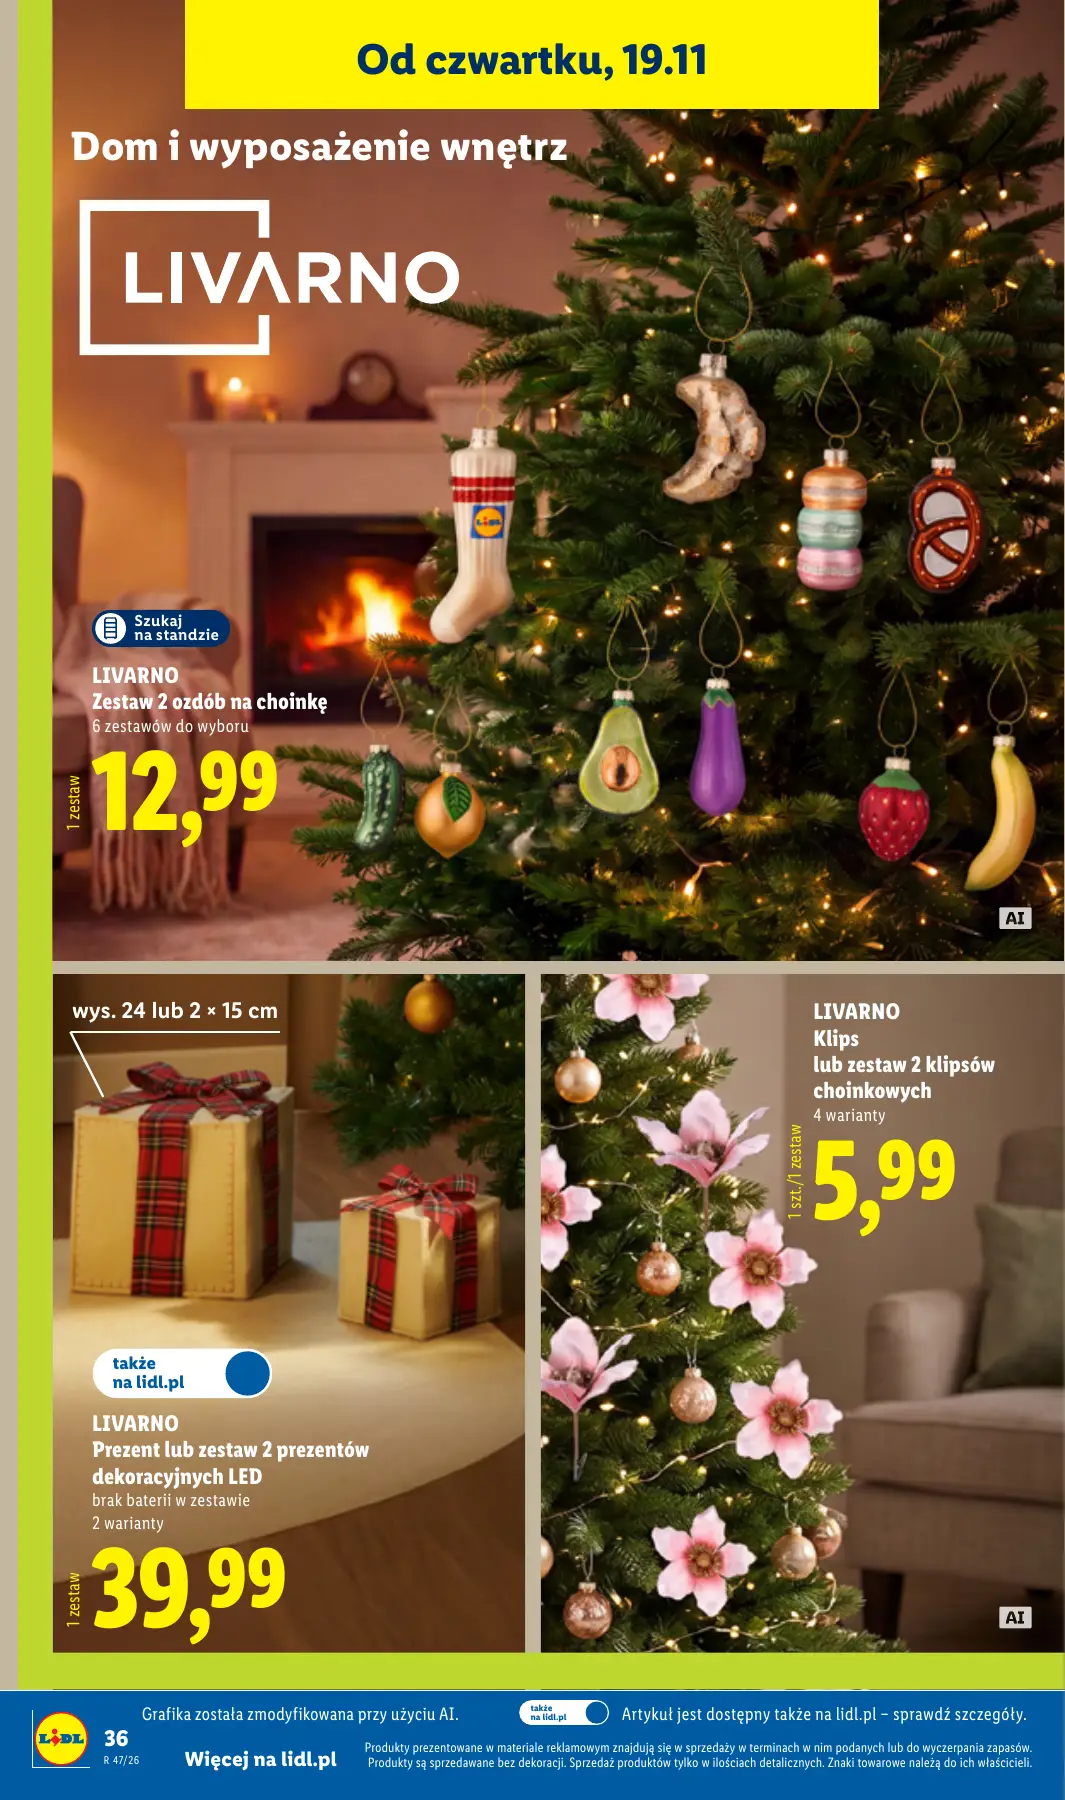 Od czwartku, 19.11
Dom i wyposażenie wnętrz
LIVARNO
LIDL
Szukaj
na standzie
LIVARNO
Zestaw 2 ozdób na choinkę
6 zestawów do wyboru
1 zestaw
12,99
AI
wys. 24 lub 2 × 15 cm
także
na lidl.pl
LIVARNO
Prezent lub zestaw 2 prezentów
dekoracyjnych LED
brak baterii w zestawie
2 warianty
1 zestaw
39,99
LIVARNO
Klips
lub zestaw 2 klipsów
choinkowych
4 warianty
1 szt./1 zestaw
5,99
AI
LIDL
36
R 47/26
Grafika została zmodyfikowana przy użyciu AI.
Więcej na lidl.pl
także
na lidl.pl
Artykuł jest dostępny także na lidl.pl – sprawdź szczegóły.
Produkty prezentowane w materiale reklamowym znajdują się w sprzedaży w terminach w nim podanych lub do wyczerpania zapasów.
Produkty są sprzedawane bez dekoracji. Sprzedaż produktów tylko w ilościach detalicznych. Znaki towarowe należą do ich właścicieli.